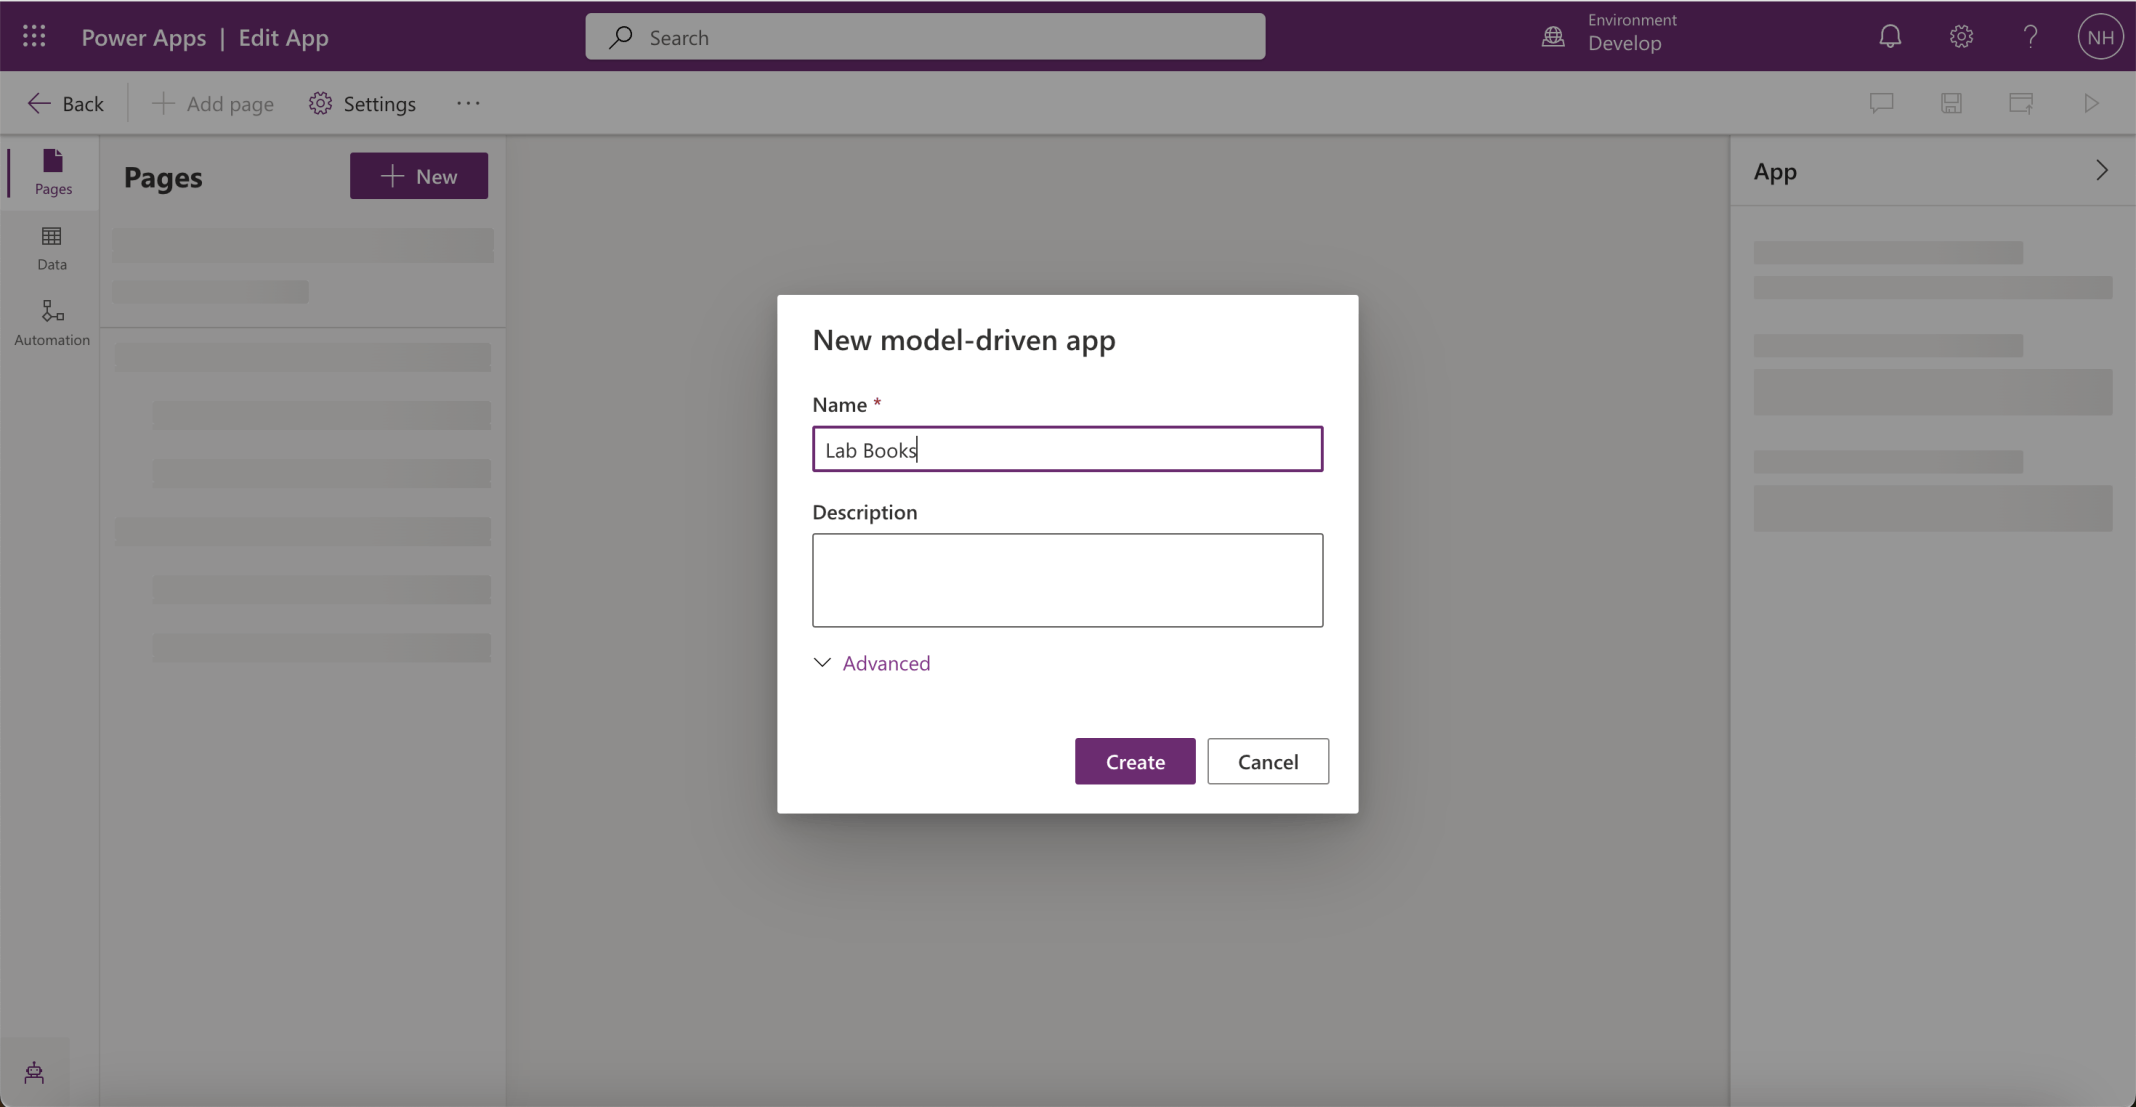 Power Apps | Edit App
Search
Environment
Develop
NH
Back
Add page
Settings
Pages
Data
Automation
Pages
New
App
New model-driven app
Name *
Lab Books
Description
Advanced
Create
Cancel